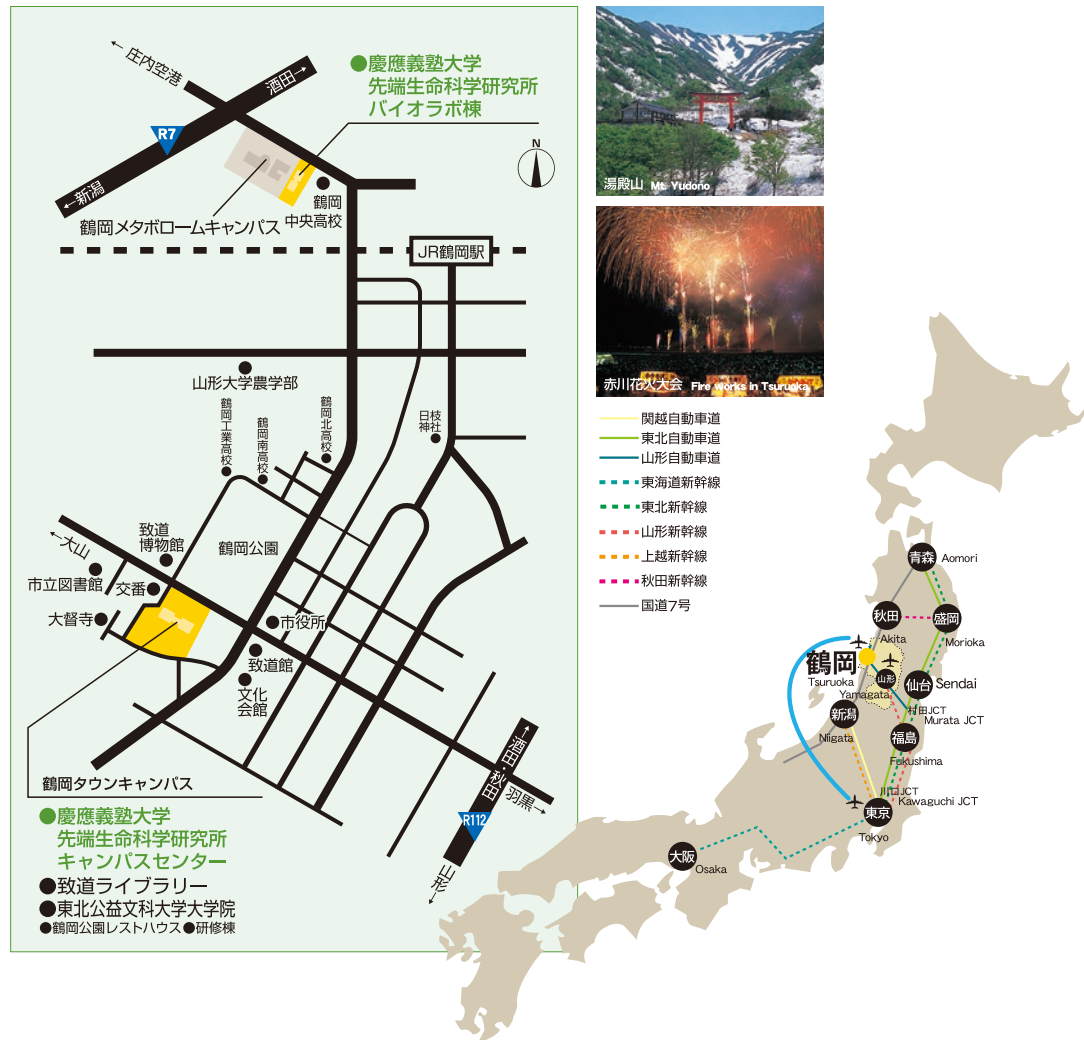 ←庄内空港
酒田→
R7
←新潟
●慶應義塾大学
先端生命科学研究所
バイオラボ棟
N
鶴岡
中央高校
鶴岡メタボロームキャンパス
JR鶴岡駅
山形大学農学部
鶴岡工業高校
鶴岡南高校
鶴岡北高校
日枝
神社
←大山
致道
博物館
鶴岡公園
市立図書館
交番
大督寺
市役所
致道館
文化
会館
鶴岡タウンキャンパス
←酒田・秋田
羽黒→
R112
山形→
●慶應義塾大学
先端生命科学研究所
キャンパスセンター
●致道ライブラリー
●東北公益文科大学大学院
●鶴岡公園レストハウス●研修棟
湯殿山 Mt. Yudono
赤川花火大会 Fire works in Tsuruoka
関越自動車道
東北自動車道
山形自動車道
東海道新幹線
東北新幹線
山形新幹線
上越新幹線
秋田新幹線
国道7号
青森 Aomori
秋田
Akita
盛岡
Morioka
鶴岡
Tsuruoka
山形
Yamagata
仙台 Sendai
村田JCT
Murata JCT
新潟
Niigata
福島
Fukushima
川口JCT
Kawaguchi JCT
東京
Tokyo
大阪
Osaka